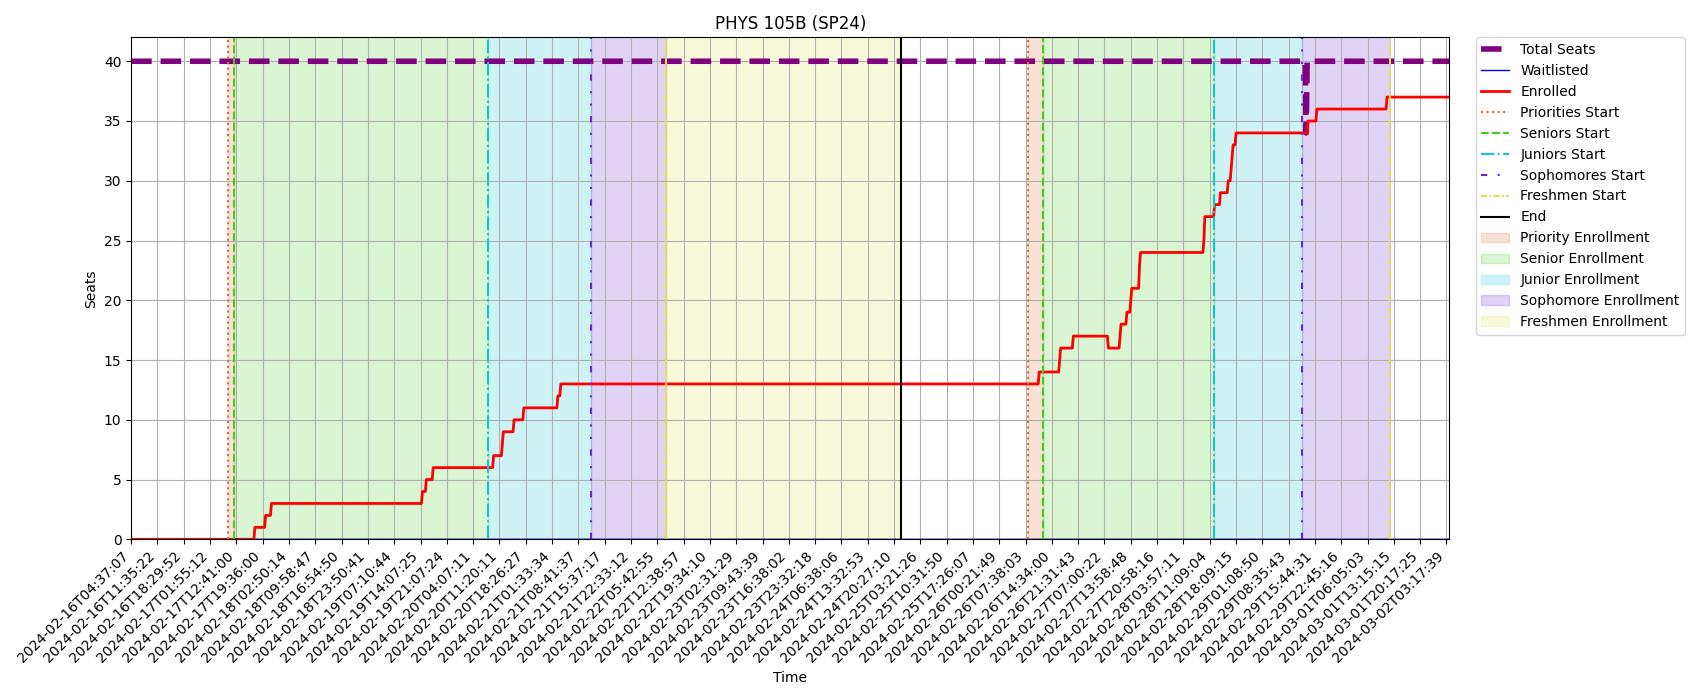 PHYS 105B (SP24)
Seats
40
35
30
25
20
15
10
5
0
2024-02-16T04:37:07
2024-02-16T11:35:22
2024-02-16T18:29:52
2024-02-17T01:55:12
2024-02-17T12:41:00
2024-02-17T19:36:00
2024-02-18T02:50:14
2024-02-18T09:58:47
2024-02-18T16:54:50
2024-02-18T23:50:41
2024-02-19T07:10:44
2024-02-19T14:07:25
2024-02-19T21:07:24
2024-02-20T04:07:11
2024-02-20T11:20:11
2024-02-20T18:26:27
2024-02-21T01:33:34
2024-02-21T08:41:37
2024-02-21T15:37:17
2024-02-21T22:33:12
2024-02-22T05:42:55
2024-02-22T12:38:57
2024-02-22T19:34:10
2024-02-23T02:31:29
2024-02-23T09:43:39
2024-02-23T16:38:02
2024-02-23T23:32:18
2024-02-24T06:38:06
2024-02-24T13:32:53
2024-02-24T20:27:10
2024-02-25T03:21:26
2024-02-25T10:31:50
2024-02-25T17:26:07
2024-02-26T00:21:49
2024-02-26T07:38:03
2024-02-26T14:34:00
2024-02-26T21:31:43
2024-02-27T07:00:22
2024-02-27T13:58:48
2024-02-27T20:58:16
2024-02-28T03:57:11
2024-02-28T11:09:04
2024-02-28T18:09:15
2024-02-29T01:08:50
2024-02-29T08:35:43
2024-02-29T15:44:31
2024-02-29T22:45:16
2024-03-01T06:05:03
2024-03-01T13:15:15
2024-03-01T20:17:25
2024-03-02T03:17:39
Time
Total Seats
Waitlisted
Enrolled
Priorities Start
Seniors Start
Juniors Start
Sophomores Start
Freshmen Start
End
Priority Enrollment
Senior Enrollment
Junior Enrollment
Sophomore Enrollment
Freshmen Enrollment